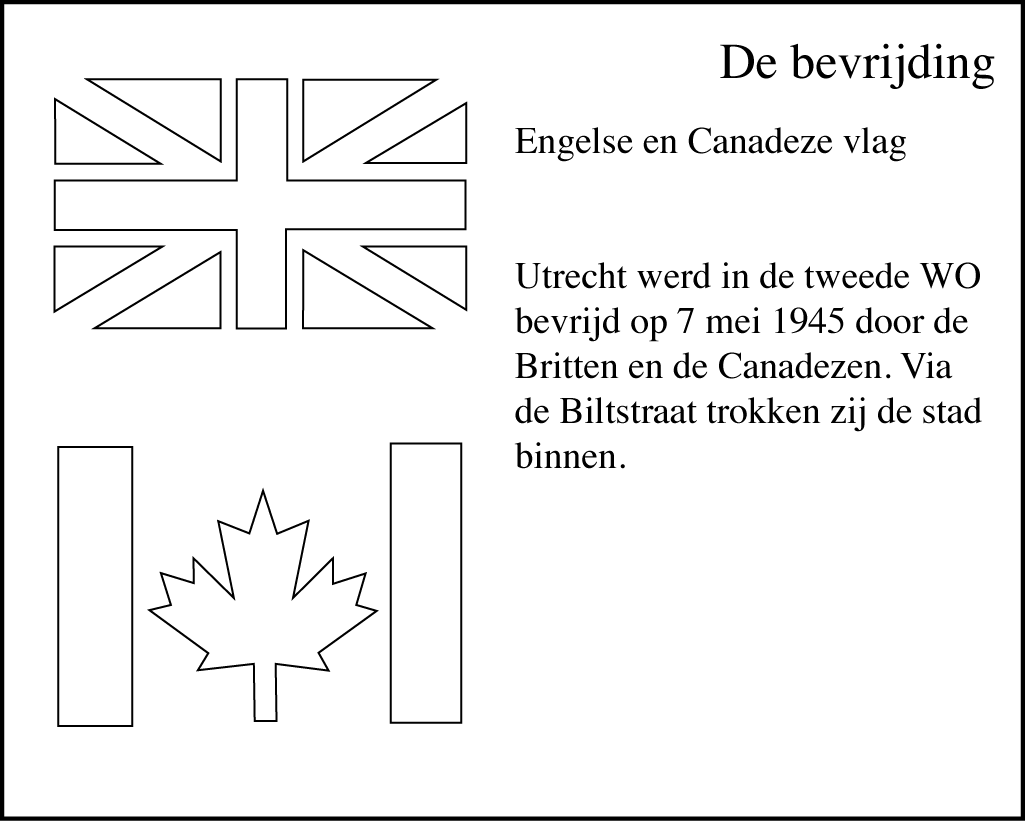 De bevrijding
Engelse en Canadeze vlag
Utrecht werd in de tweede WO
bevrijd op 7 mei 1945 door de
Britten en de Canadezen. Via
de Biltstraat trokken zij de stad
binnen.